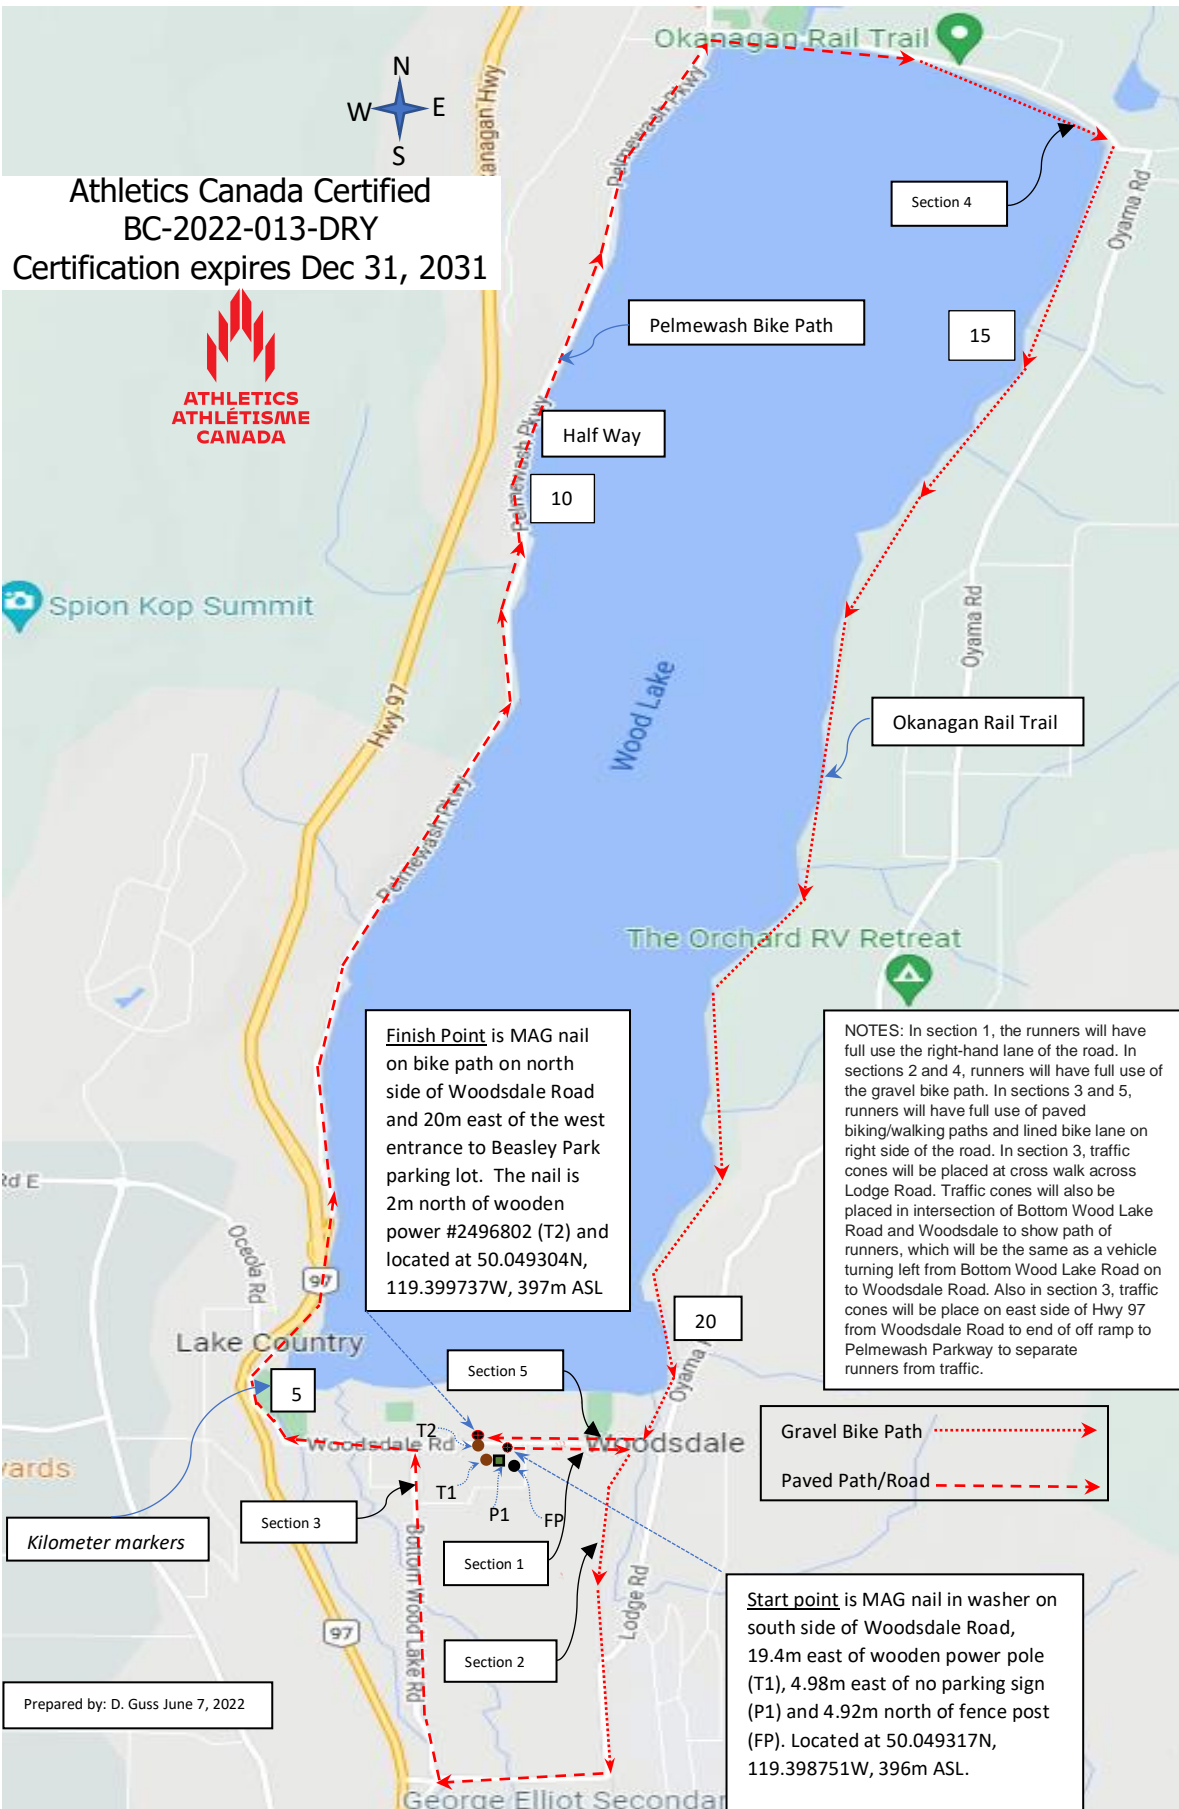 Okanagan Rail Trail
N
W E
S
anagan Hwy
Pelmewash Pkwy
Athletics Canada Certified
BC-2022-013-DRY
Certification expires Dec 31, 2031
ATHLETICS
ATHLÉTISME
CANADA
Section 4
Oyama Rd
Pelmewash Bike Path
15
Half Way
Pelmewash Pkwy
10
Spion Kop Summit
Oyama Rd
Wood Lake
Hwy 97
Okanagan Rail Trail
Pelmewash Pkwy
The Orchard RV Retreat
Finish Point is MAG nail
on bike path on north
side of Woodsdale Road
and 20m east of the west
entrance to Beasley Park
parking lot. The nail is
2m north of wooden
power #2496802 (T2) and
located at 50.049304N,
119.399737W, 397m ASL
NOTES: In section 1, the runners will have
full use the right-hand lane of the road. In
sections 2 and 4, runners will have full use of
the gravel bike path. In sections 3 and 5,
runners will have full use of paved
biking/walking paths and lined bike lane on
right side of the road. In section 3, traffic
cones will be placed at cross walk across
Lodge Road. Traffic cones will also be
placed in intersection of Bottom Wood Lake
Road and Woodsdale to show path of
runners, which will be the same as a vehicle
turning left from Bottom Wood Lake Road on
to Woodsdale Road. Also in section 3, traffic
cones will be place on east side of Hwy 97
from Woodsdale Road to end of off ramp to
Pelmewash Parkway to separate
runners from traffic.
Rd E
Oceola Rd
97
Lake Country
20
Oyama
5
Section 5
T2
Woodsdale Rd
Woodsdale
Gravel Bike Path
Paved Path/Road
wards
T1
P1
FP
Section 3
Kilometer markers
Bottom Wood Lake Rd
Section 1
Lodge Rd
97
Section 2
Start point is MAG nail in washer on
south side of Woodsdale Road,
19.4m east of wooden power pole
(T1), 4.98m east of no parking sign
(P1) and 4.92m north of fence post
(FP). Located at 50.049317N,
119.398751W, 396m ASL.
Prepared by: D. Guss June 7, 2022
George Elliot Secondar